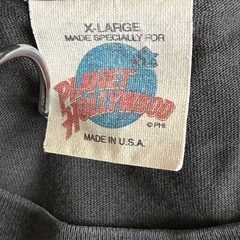 X-LARGE
MADE SPECIALLY FOR
PLANET
HOLLYWOOD
© PHI
MADE IN U.S.A.